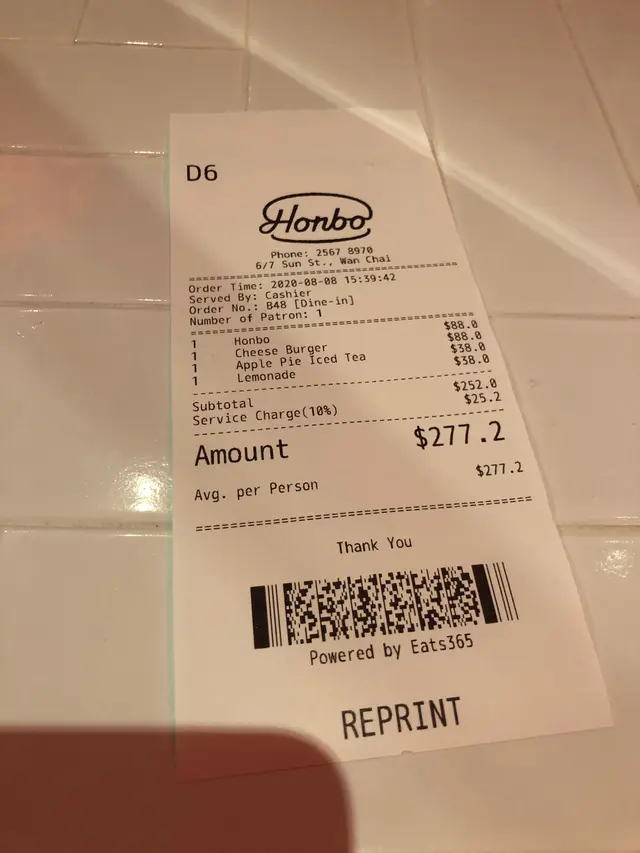 D6
Honbo
Phone: 2567 8970
6/7 Sun St., Wan Chai
Order Time: 2020-08-08 15:39:42
Served By: Cashier
Order No.: B48 [Dine-in]
Number of Patron: 1
1 Honbo $88.0
1 Cheese Burger $88.0
1 Apple Pie Iced Tea $38.0
1 Lemonade $38.0
Subtotal $252.0
Service Charge(10%) $25.2
Amount $277.2
Avg. per Person $277.2
Thank You
Powered by Eats365
REPRINT